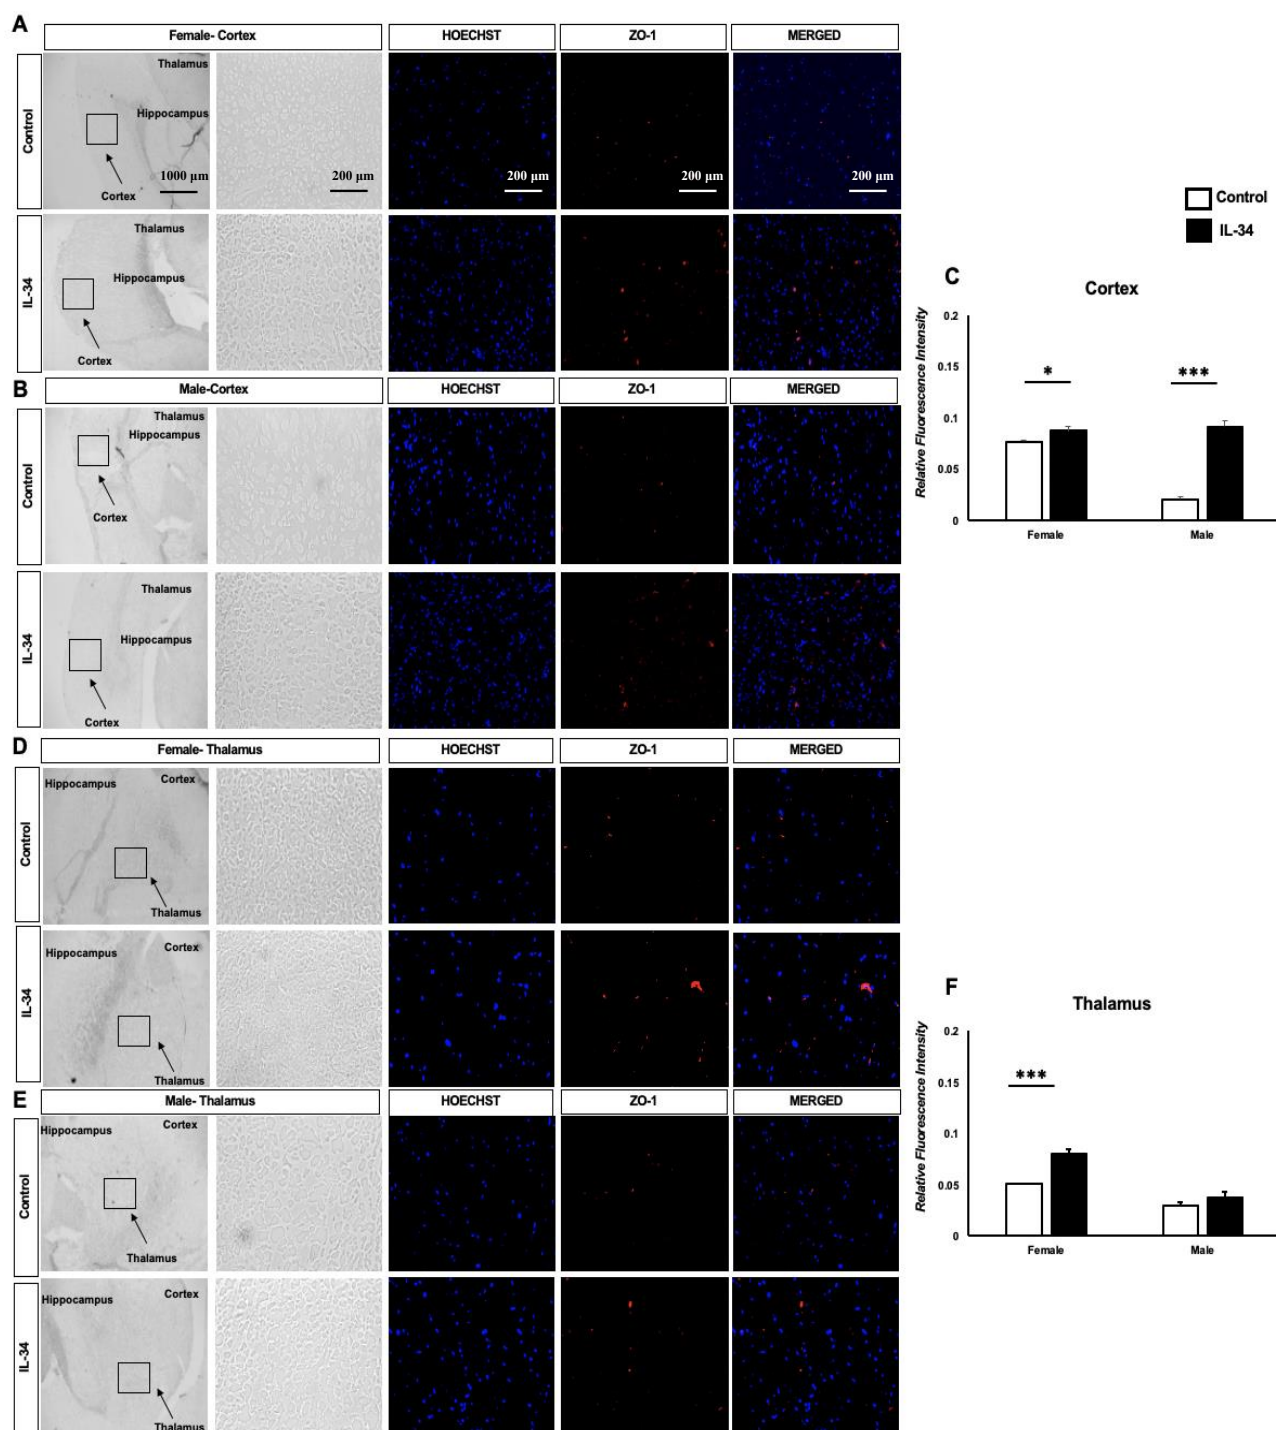 A
Female- Cortex
HOECHST
ZO-1
MERGED
Control
Thalamus
Hippocampus
Cortex
1000 µm
200 µm
200 µm
200 µm
200 µm
IL-34
Thalamus
Hippocampus
Cortex
B
Male-Cortex
HOECHST
ZO-1
MERGED
Control
Thalamus
Hippocampus
Cortex
IL-34
Thalamus
Hippocampus
Cortex
Control
IL-34
C
Cortex
Relative Fluorescence Intensity
0.2
0.15
0.1
0.05
0
*
***
Female
Male
D
Female- Thalamus
HOECHST
ZO-1
MERGED
Control
Hippocampus
Cortex
Thalamus
IL-34
Hippocampus
Cortex
Thalamus
E
Male- Thalamus
HOECHST
ZO-1
MERGED
Control
Hippocampus
Cortex
Thalamus
IL-34
Hippocampus
Cortex
Thalamus
F
Thalamus
Relative Fluorescence Intensity
0.2
0.15
0.1
0.05
0
***
Female
Male